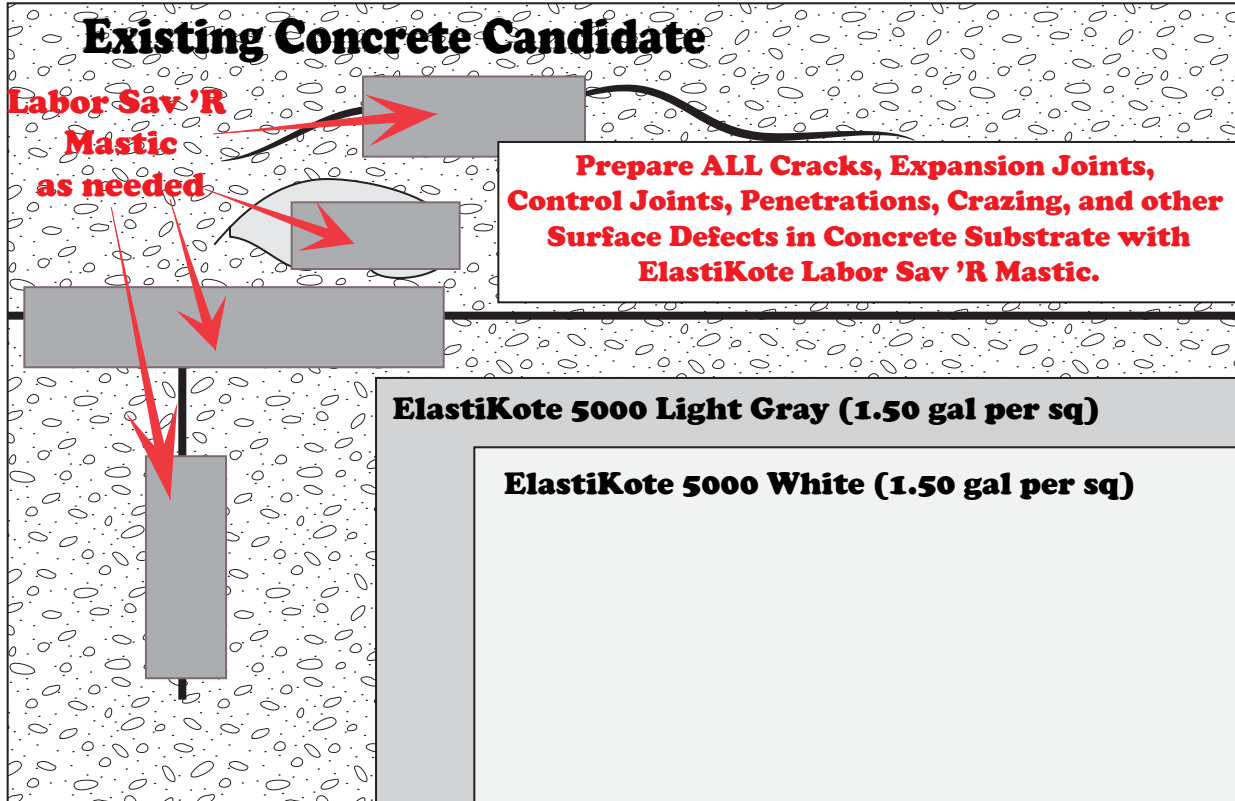 Existing Concrete Candidate
Labor Sav ’R
Mastic
as needed
Prepare ALL Cracks, Expansion Joints,
Control Joints, Penetrations, Crazing, and other
Surface Defects in Concrete Substrate with
ElastiKote Labor Sav ’R Mastic.
ElastiKote 5000 Light Gray (1.50 gal per sq)
ElastiKote 5000 White (1.50 gal per sq)